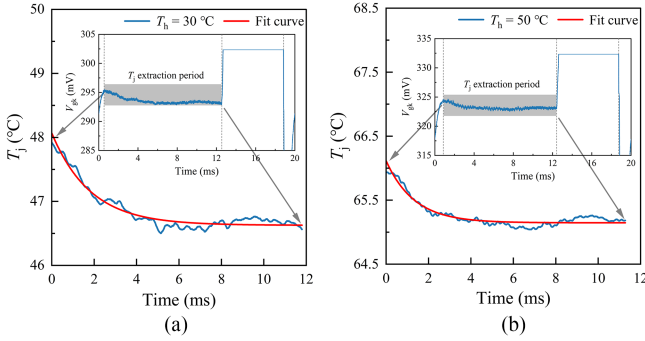 T_h = 30 °C
Fit curve
T_j (°C)
50
49
48
47
46
0
2
4
6
8
10
12
Time (ms)
V_gk (mV)
305
300
295
290
285
T_j extraction period
0
4
8
12
16
20
Time (ms)
(a)
T_h = 50 °C
Fit curve
T_j (°C)
68.5
67.5
66.5
65.5
64.5
0
2
4
6
8
10
12
Time (ms)
V_gk (mV)
335
330
325
320
315
T_j extraction period
0
4
8
12
16
20
Time (ms)
(b)